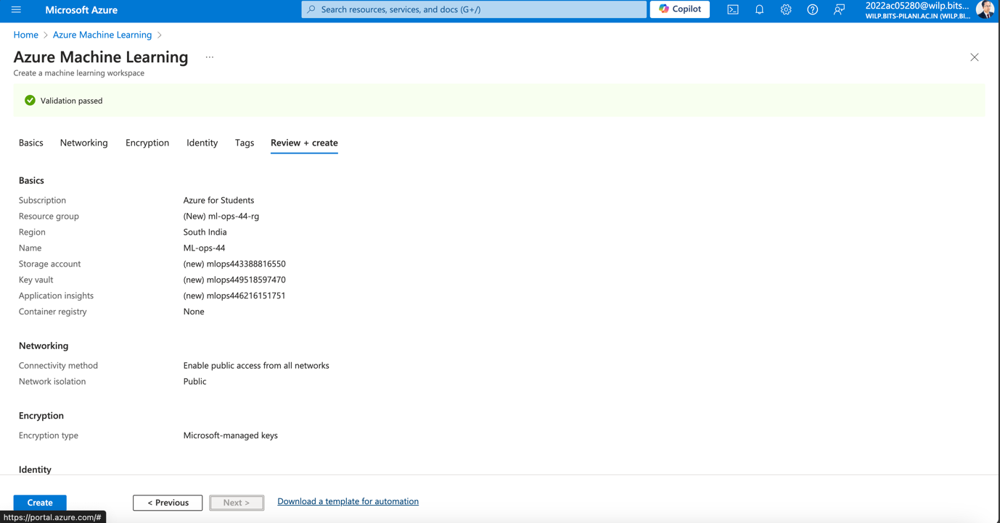 Microsoft Azure
Search resources, services, and docs (G+/)
Copilot
2022ac05280@wilp.bits...
WILP.BITS-PILANI.AC.IN (WILP.BI...
Home > Azure Machine Learning >
Azure Machine Learning ...
Create a machine learning workspace
Validation passed
Basics Networking Encryption Identity Tags Review + create
Basics
Subscription Azure for Students
Resource group (New) ml-ops-44-rg
Region South India
Name ML-ops-44
Storage account (new) mlops443388816550
Key vault (new) mlops449518597470
Application insights (new) mlops446216151751
Container registry None
Networking
Connectivity method Enable public access from all networks
Network isolation Public
Encryption
Encryption type Microsoft-managed keys
Identity
Create < Previous Next > Download a template for automation
https://portal.azure.com/#